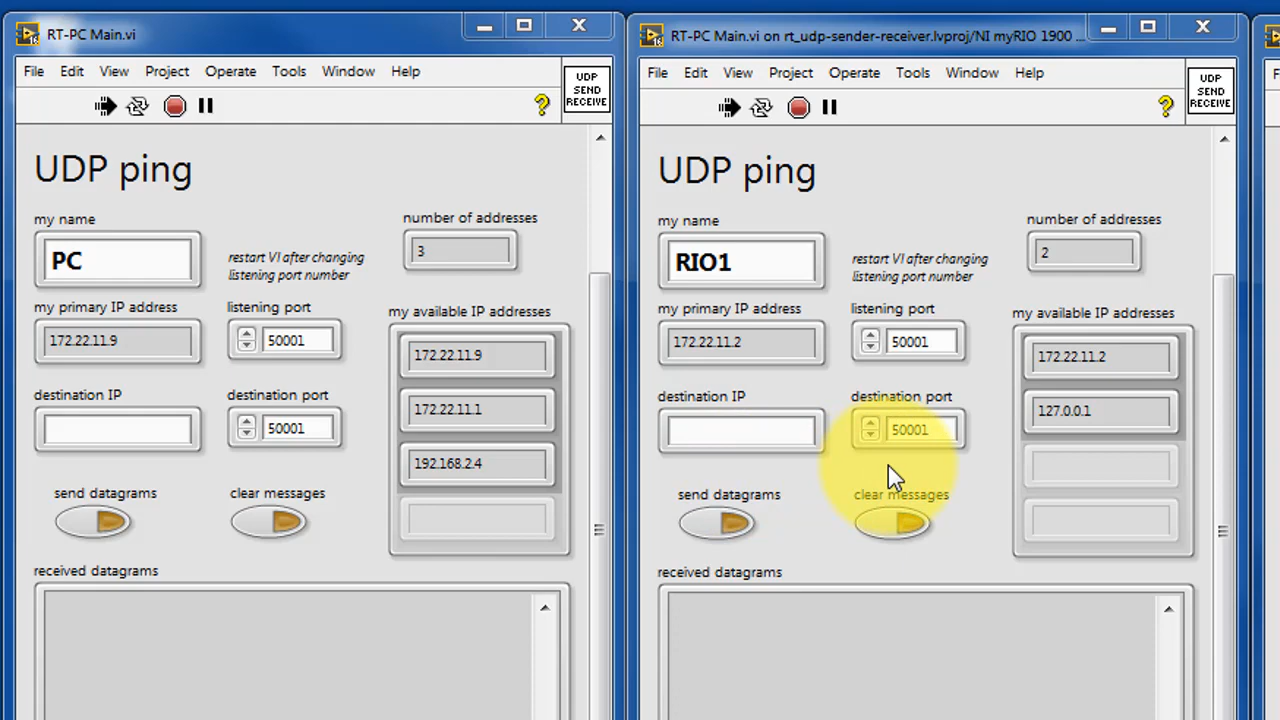 RT-PC Main.vi
File Edit View Project Operate Tools Window Help
UDP
SEND
RECEIVE
?
UDP ping
my name
PC
restart VI after changing
listening port number
number of addresses
3
my primary IP address
172.22.11.9
listening port
50001
my available IP addresses
172.22.11.9
172.22.11.1
192.168.2.4
destination IP
destination port
50001
send datagrams
clear messages
received datagrams
RT-PC Main.vi on rt_udp-sender-receiver.lvproj/NI myRIO 1900 ...
File Edit View Project Operate Tools Window Help
UDP
SEND
RECEIVE
?
UDP ping
my name
RIO1
restart VI after changing
listening port number
number of addresses
2
my primary IP address
172.22.11.2
listening port
50001
my available IP addresses
172.22.11.2
127.0.0.1
destination IP
destination port
50001
send datagrams
clear messages
received datagrams